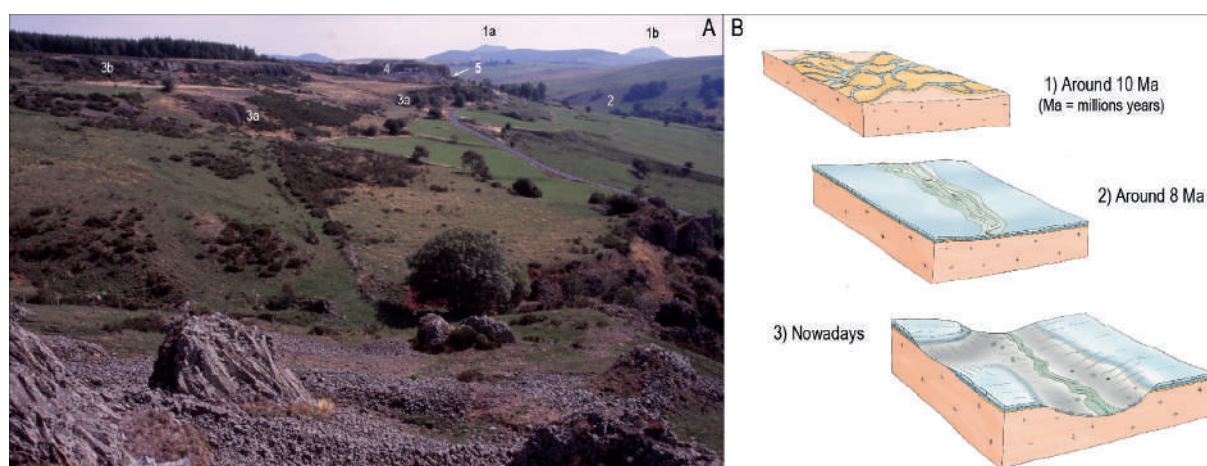 1a
1b
A
3b
4
5
3a
2
3a
B
1) Around 10 Ma
(Ma = millions years)
2) Around 8 Ma
3) Nowadays